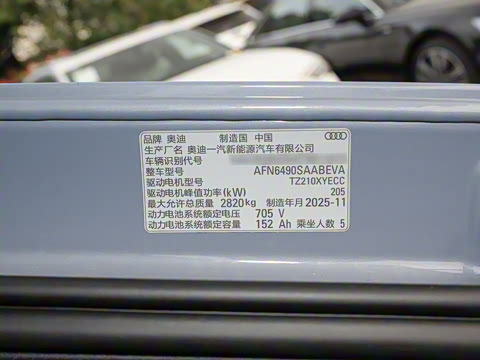 品牌 奥迪 制造国 中国
生产厂名 奥迪一汽新能源汽车有限公司
车辆识别代号
整车型号 AFN6490SAABEVA
驱动电机型号 TZ210XYECC
驱动电机峰值功率(kW) 205
最大允许总质量 2820kg 制造年月 2025-11
动力电池系统额定电压 705 V
动力电池系统额定容量 152 Ah 乘坐人数 5